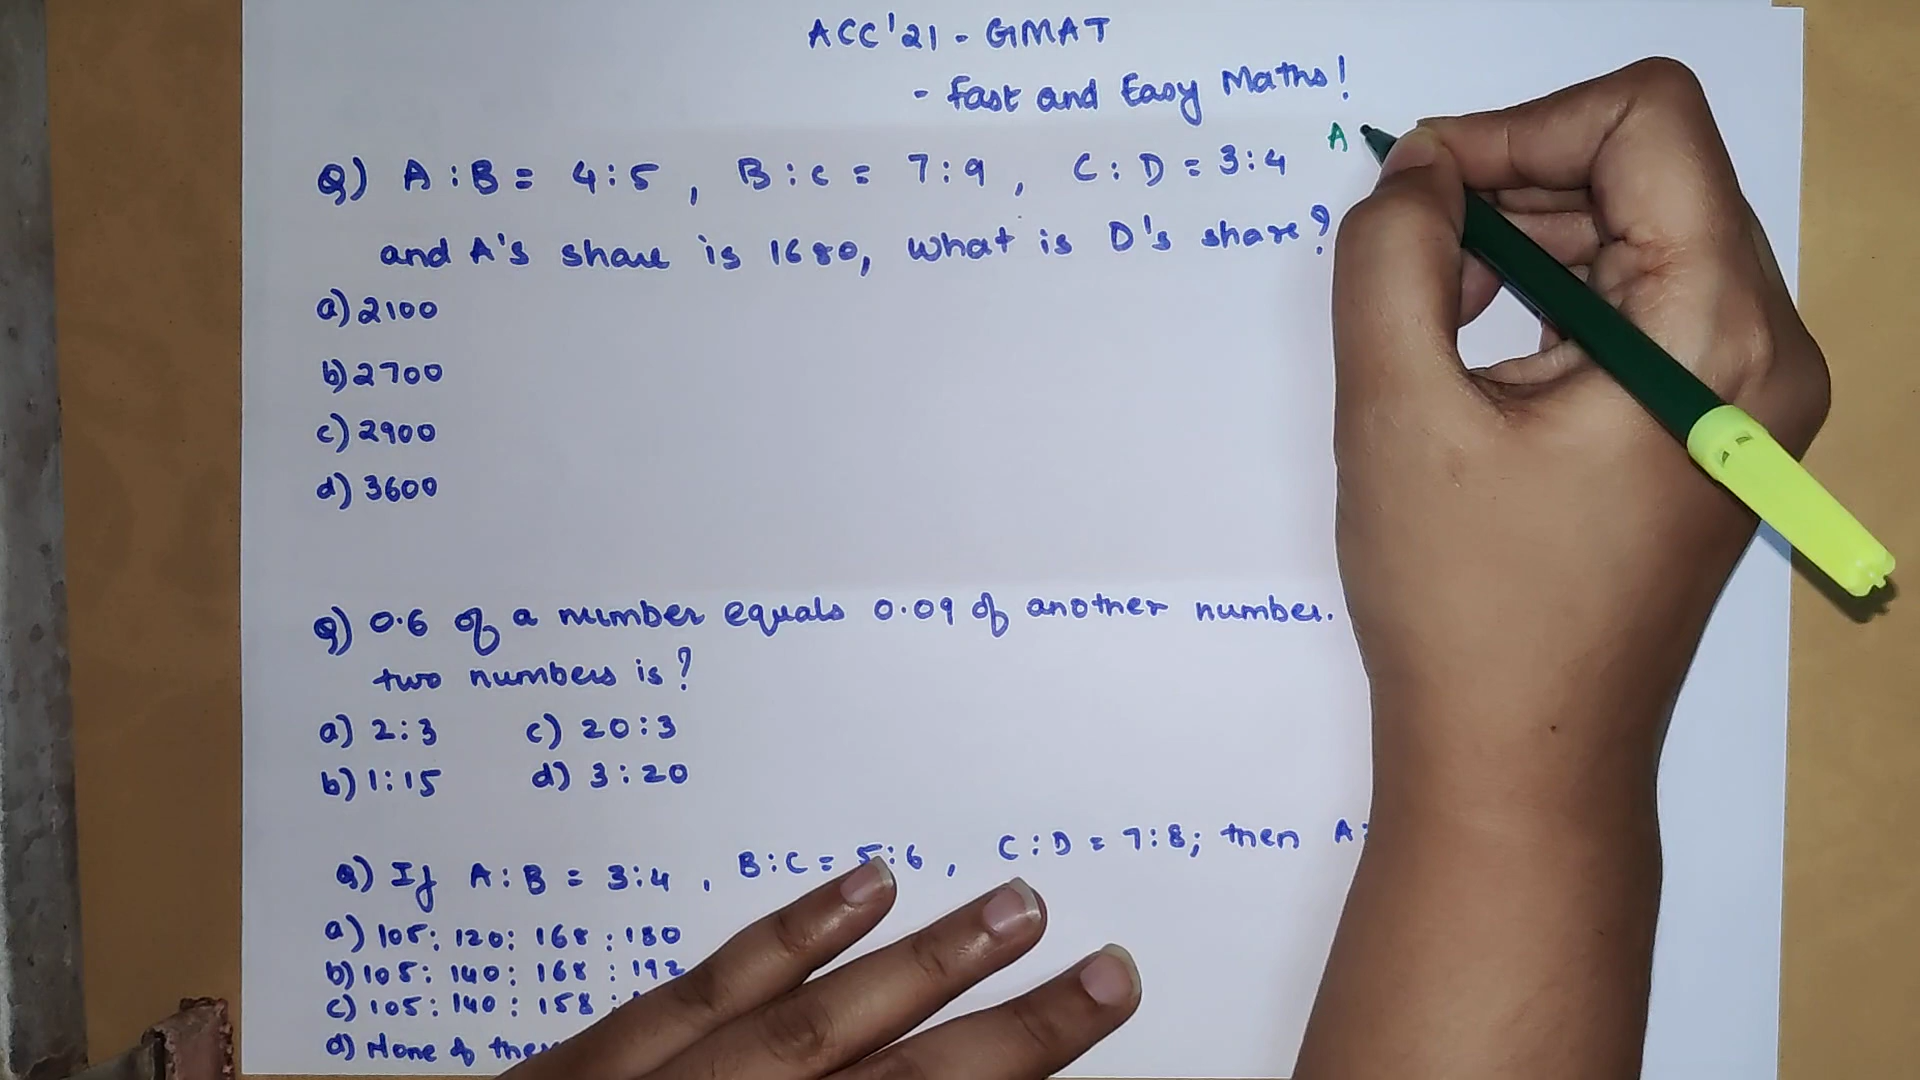 ACC'21 - GMAT
- Fast and Easy Maths!
A
Q) A : B = 4 : 5 , B : C = 7 : 9 , C : D = 3 : 4
and A's share is 1680, what is D's share?
a) 2100
b) 2700
c) 2900
d) 3600
Q) 0.6 of a number equals 0.09 of another number.
two numbers is?
a) 2 : 3 c) 20 : 3
b) 1 : 15 d) 3 : 20
Q) If A : B = 3 : 4 , B : C = 5 : 6 , C : D = 7 : 8; then A :
a) 105 : 120 : 168 : 180
b) 105 : 140 : 168 : 192
c) 105 : 140 : 158 :
d) None of